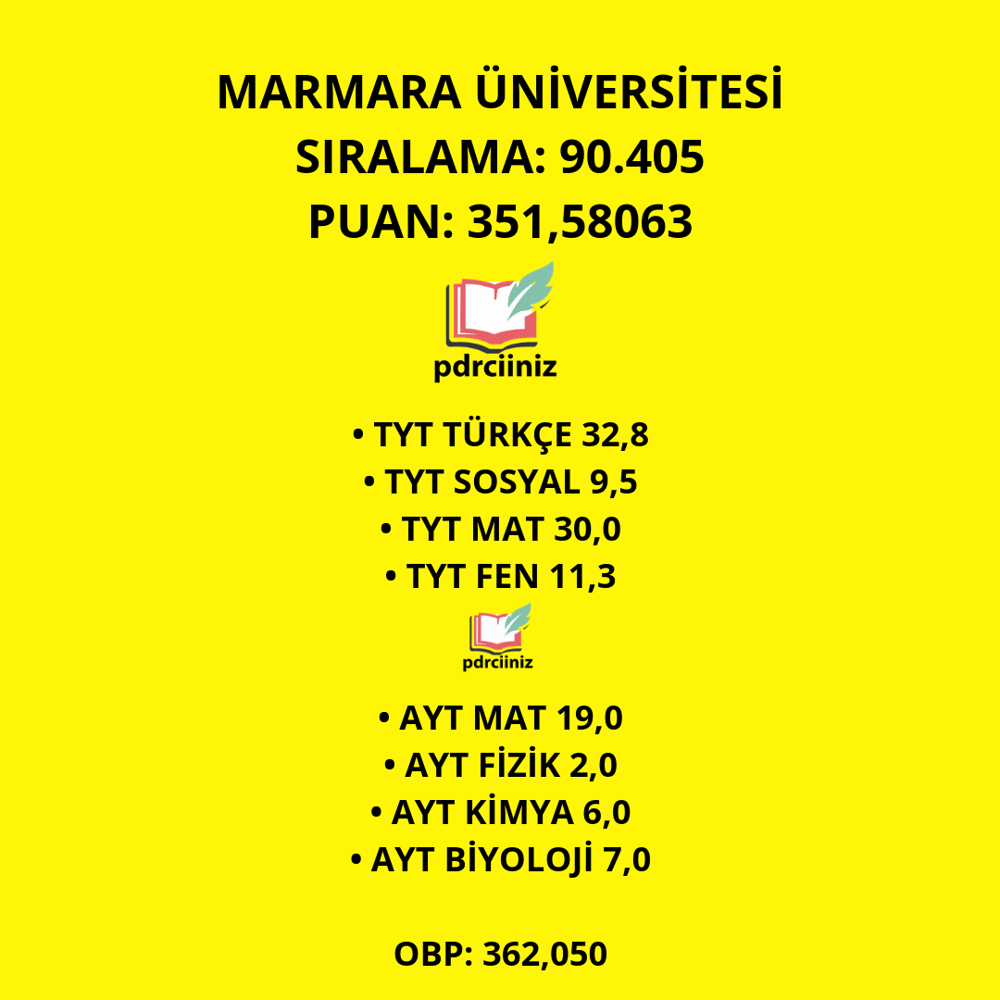 MARMARA ÜNİVERSİTESİ
SIRALAMA: 90.405
PUAN: 351,58063
pdrciiniz
• TYT TÜRKÇE 32,8
• TYT SOSYAL 9,5
• TYT MAT 30,0
• TYT FEN 11,3
pdrciiniz
• AYT MAT 19,0
• AYT FİZİK 2,0
• AYT KİMYA 6,0
• AYT BİYOLOJİ 7,0
OBP: 362,050